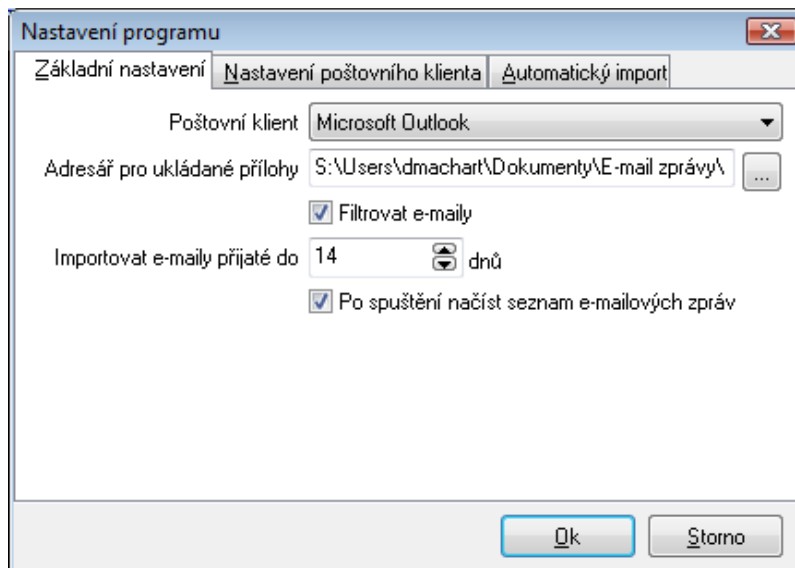 Nastavení programu
Základní nastavení Nastavení poštovního klienta Automatický import
Poštovní klient Microsoft Outlook
Adresář pro ukládané přílohy S:\Users\dmachart\Dokumenty\E-mail zprávy\ ...
Filtrovat e-maily
Importovat e-maily přijaté do 14 dnů
Po spuštění načíst seznam e-mailových zpráv
Ok Storno